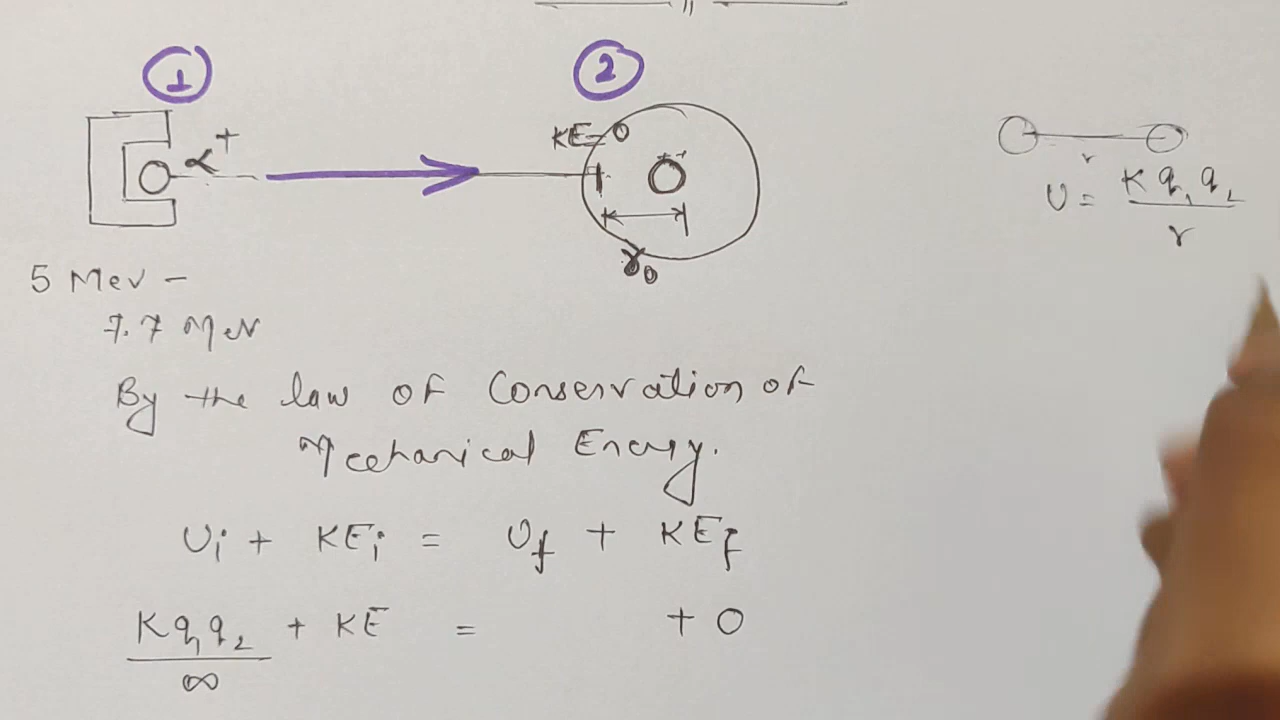 1
2
α+
KE=0
++
r0
r
U = Kq1q2/r
5 Mev -
7.7 Mev
By the law of Conservation of
Mechanical Energy.
Ui + KEi = Uf + KEf
Kq1q2/∞ + KE = + 0